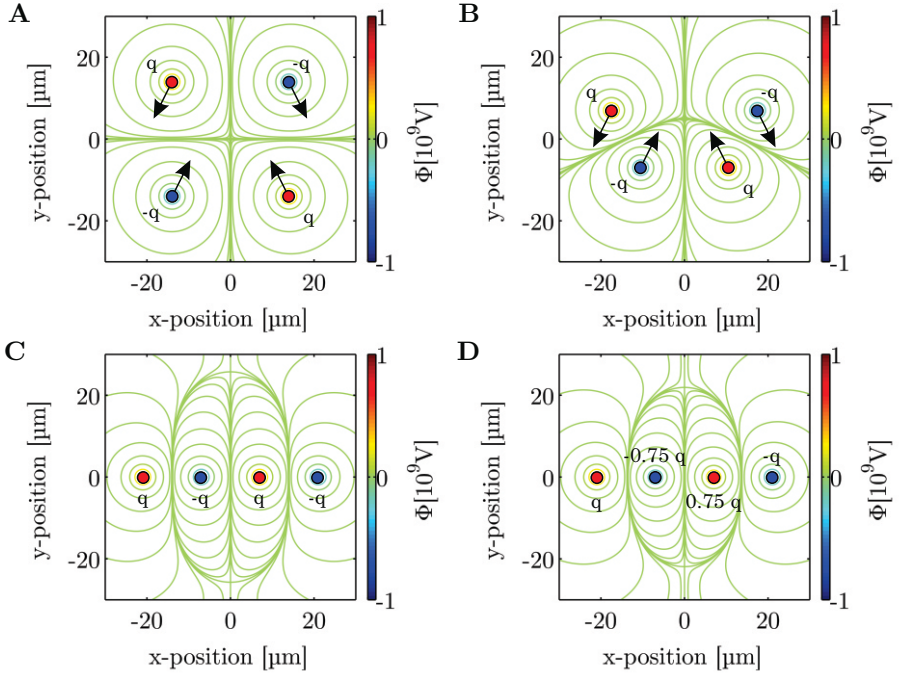 A
B
q
-q
-q
q
20
0
-20
-20
0
20
y-position [µm]
x-position [µm]
1
0
-1
Φ[10⁹V]
q
-q
-q
q
20
0
-20
-20
0
20
y-position [µm]
x-position [µm]
1
0
-1
Φ[10⁹V]
C
D
q
-q
q
-q
20
0
-20
-20
0
20
y-position [µm]
x-position [µm]
1
0
-1
Φ[10⁹V]
-0.75 q
-q
q
0.75 q
20
0
-20
-20
0
20
y-position [µm]
x-position [µm]
1
0
-1
Φ[10⁹V]